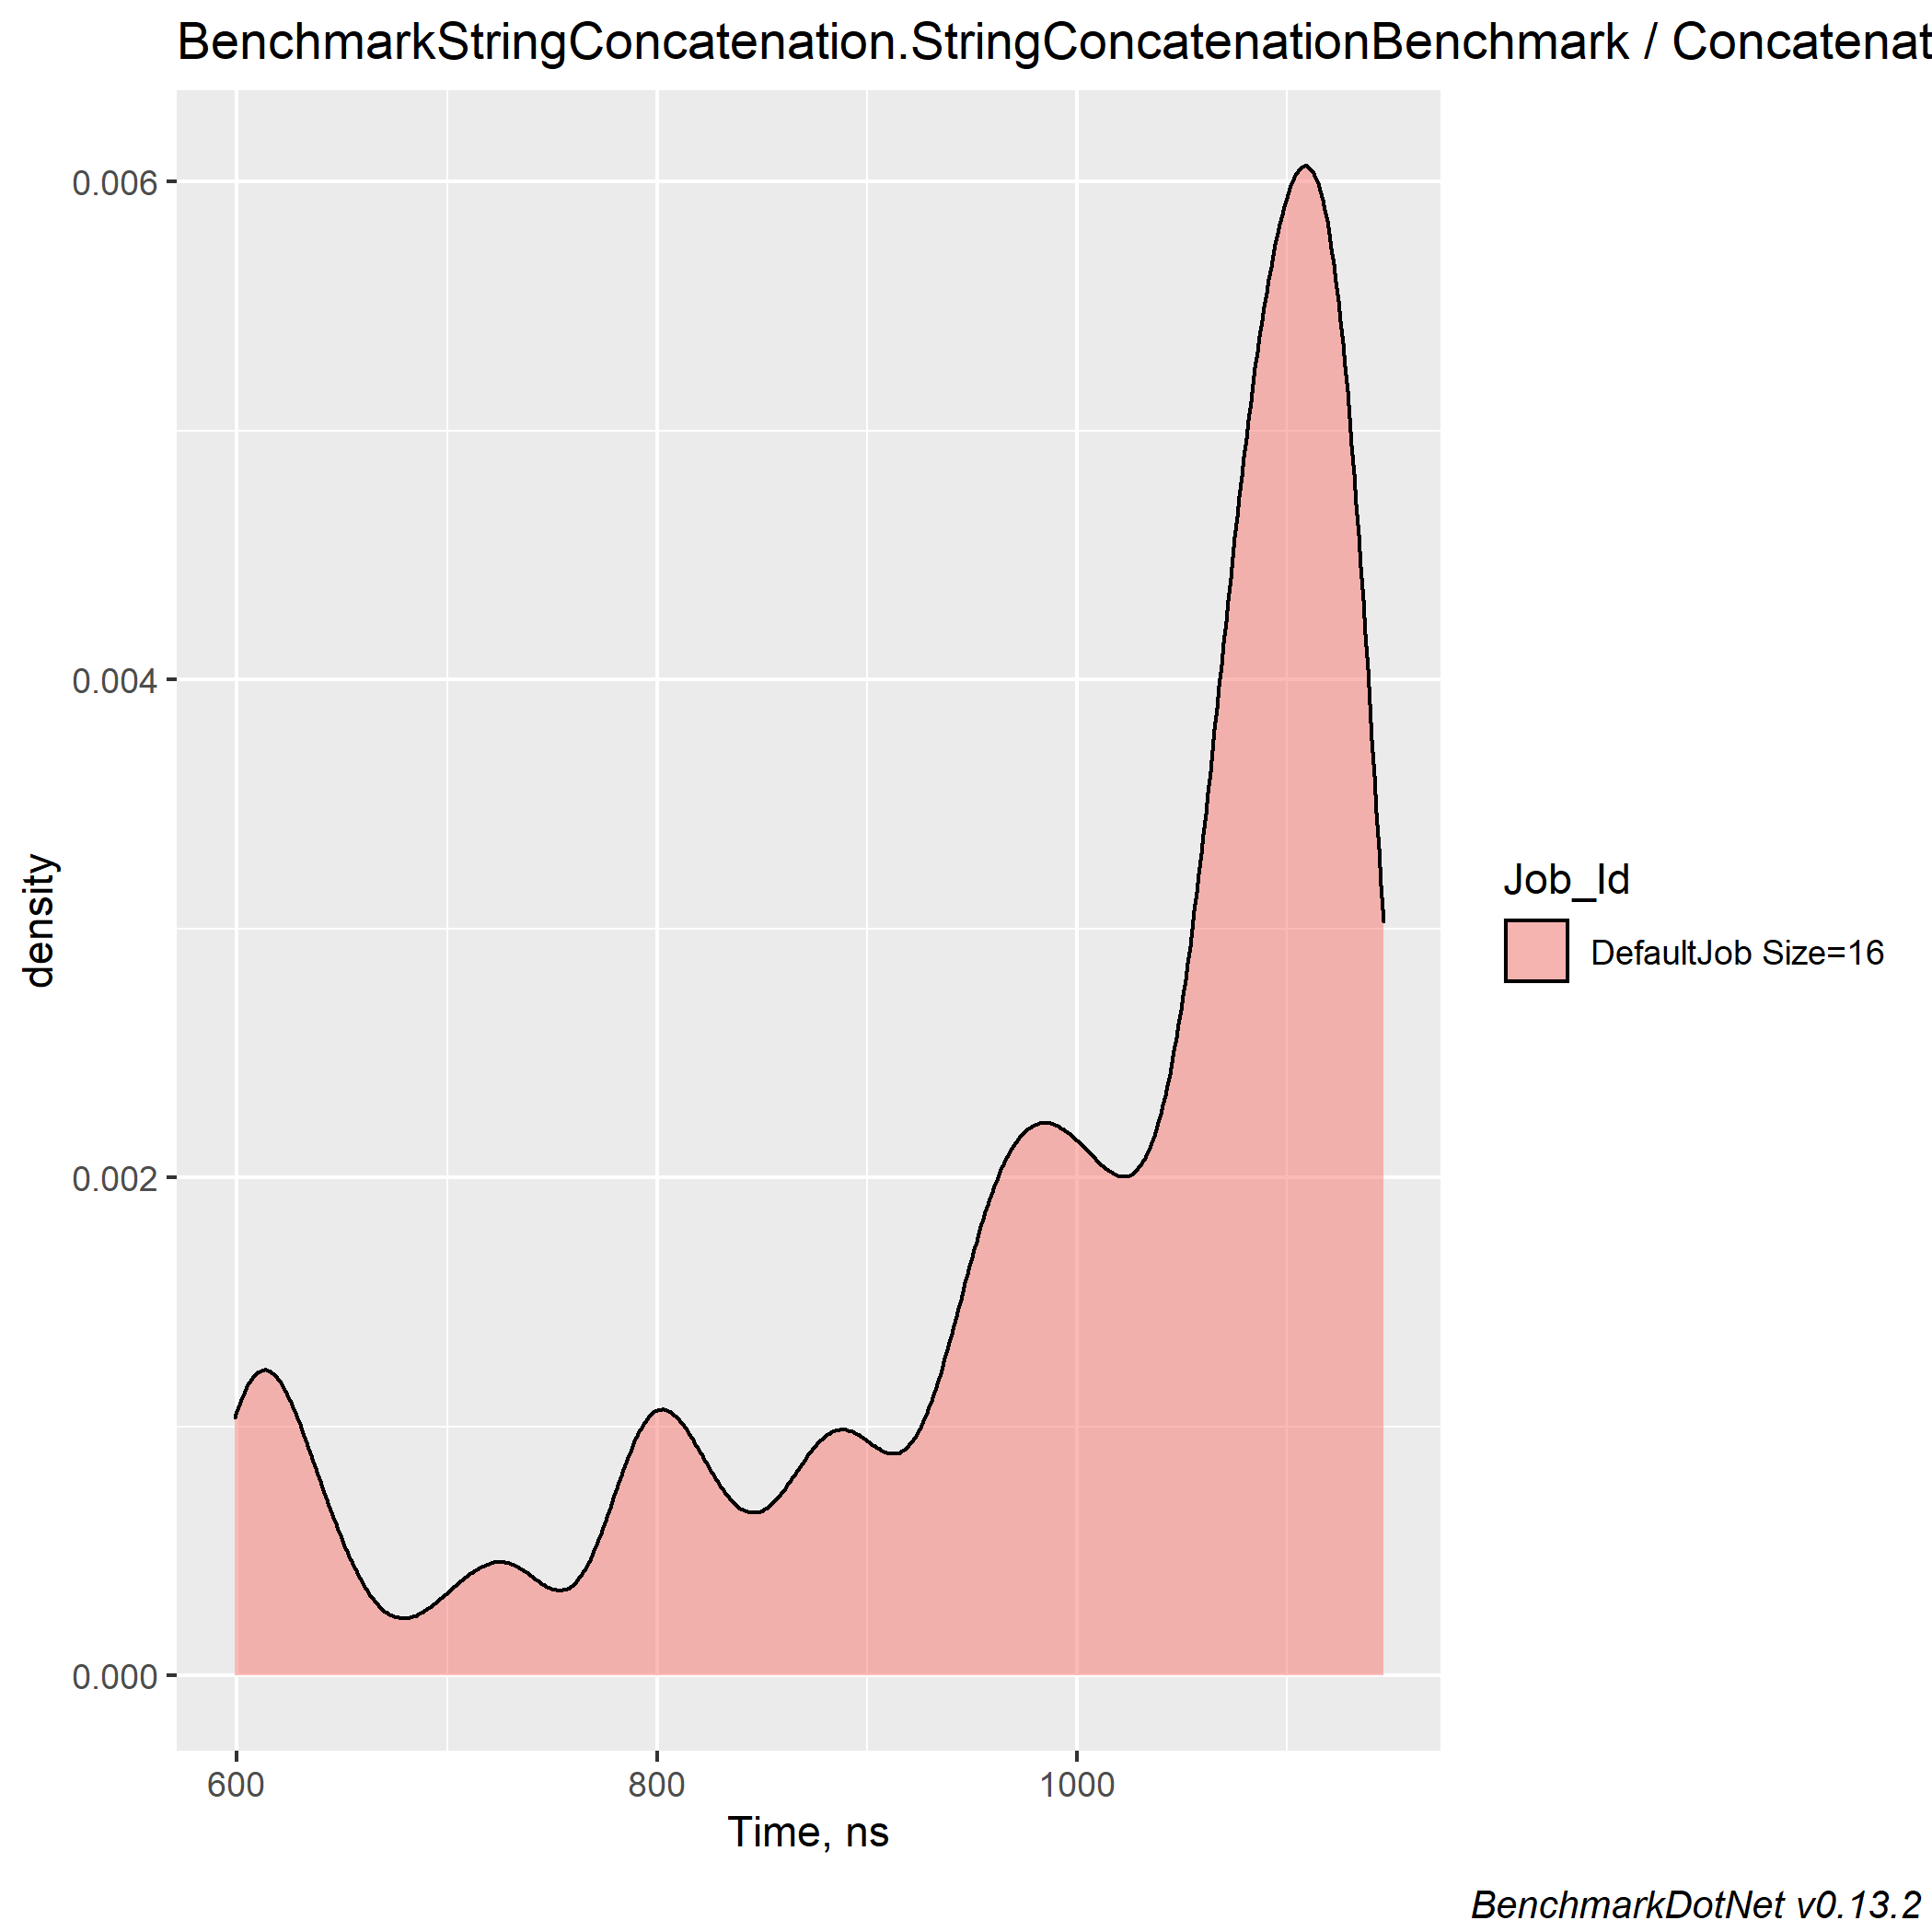 BenchmarkStringConcatenation.StringConcatenationBenchmark / Concatenat
0.006
0.004
0.002
0.000
density
600 800 1000
Time, ns
Job_Id
DefaultJob Size=16
BenchmarkDotNet v0.13.2